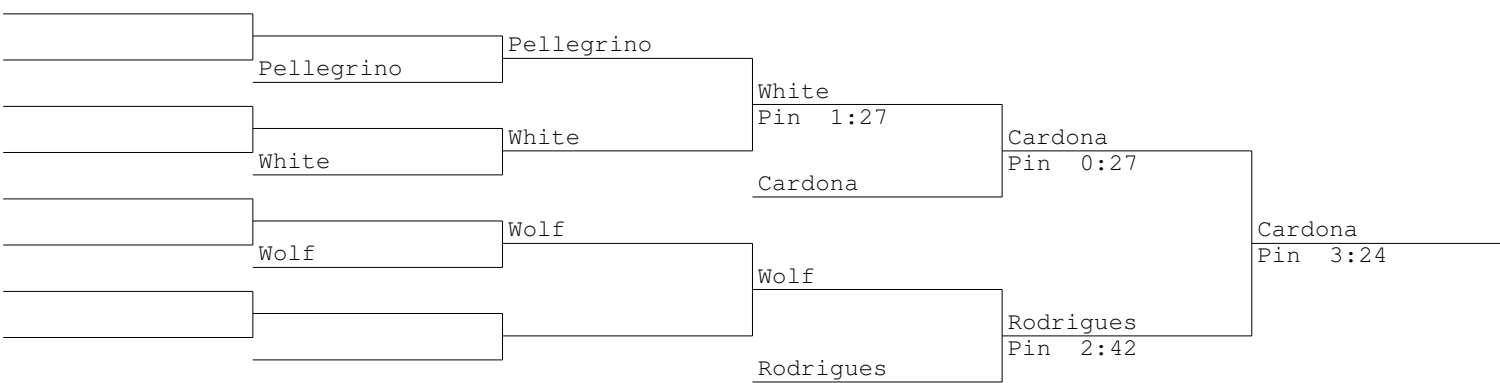 Pellegrino
Pellegrino
White
Pin 1:27
White
White
Cardona
Pin 0:27
Cardona
Wolf
Wolf
Cardona
Pin 3:24
Wolf
Rodrigues
Pin 2:42
Rodrigues